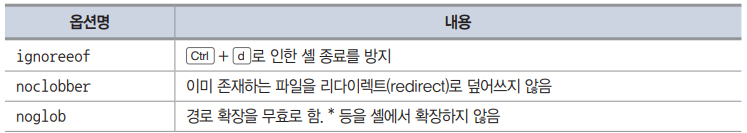 옵션명 내용
ignoreeof Ctrl + d로 인한 셸 종료를 방지
noclobber 이미 존재하는 파일을 리다이렉트(redirect)로 덮어쓰지 않음
noglob 경로 확장을 무효로 함. * 등을 셸에서 확장하지 않음